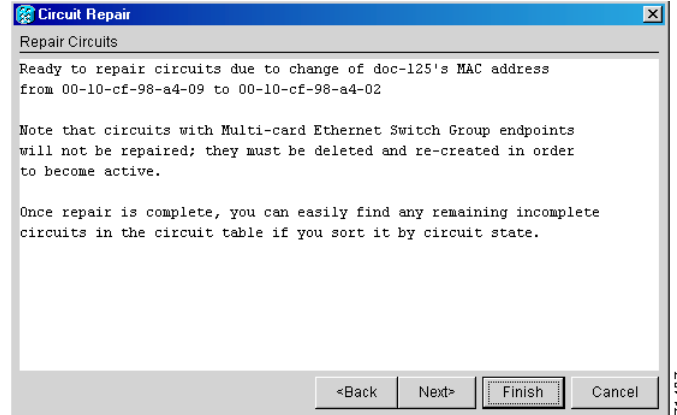 Circuit Repair
Repair Circuits
Ready to repair circuits due to change of doc-125's MAC address
from 00-10-cf-98-a4-09 to 00-10-cf-98-a4-02
Note that circuits with Multi-card Ethernet Switch Group endpoints
will not be repaired; they must be deleted and re-created in order
to become active.
Once repair is complete, you can easily find any remaining incomplete
circuits in the circuit table if you sort it by circuit state.
<Back Next> Finish Cancel